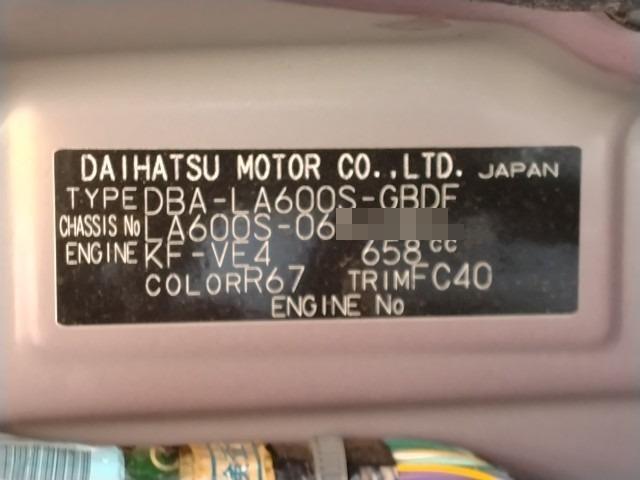 DAIHATSU MOTOR CO.,LTD. JAPAN
TYPE DBA-LA600S-GBDF
CHASSIS No LA600S-06
ENGINE KF-VE4 658cc
COLOR R67 TRIM FC40
ENGINE No